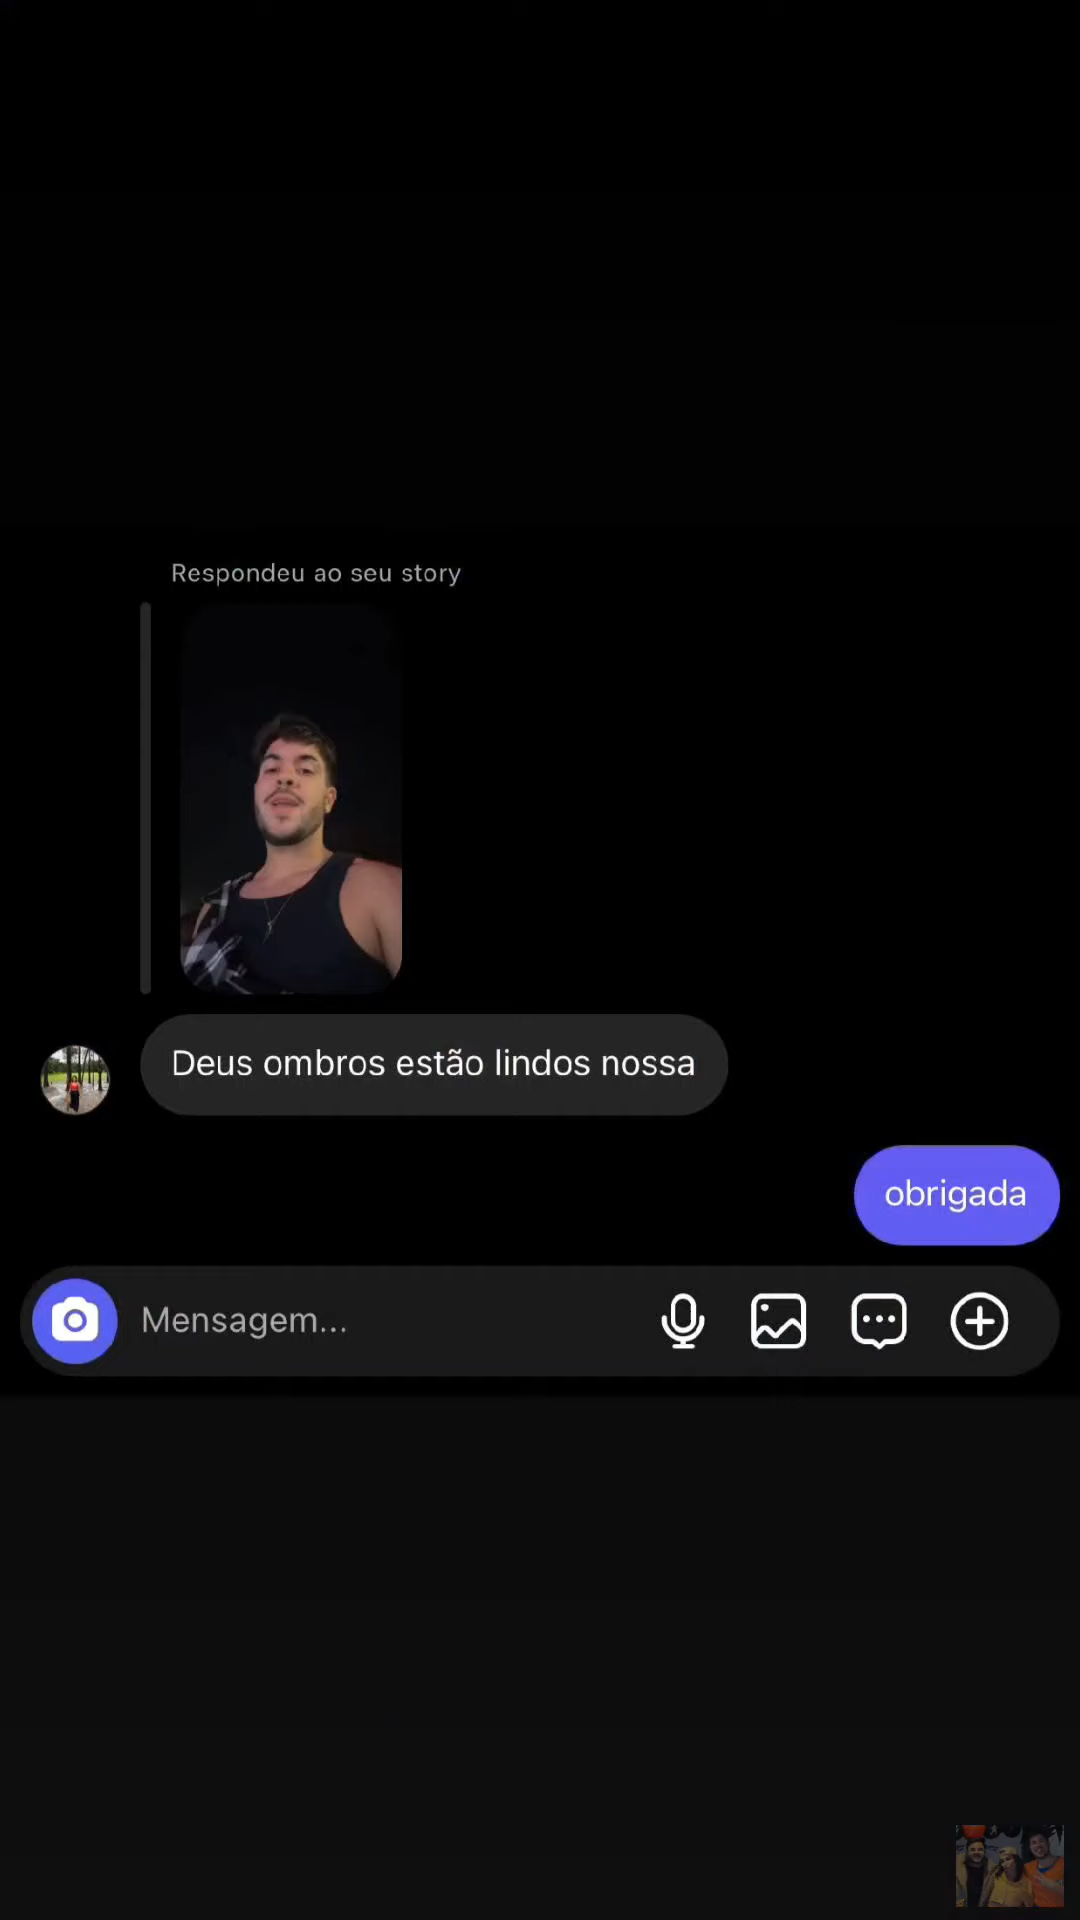 Respondeu ao seu story
Deus ombros estão lindos nossa
obrigada
Mensagem...